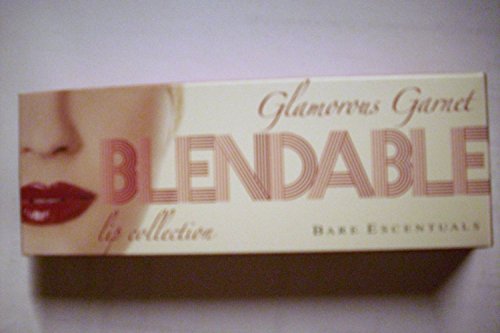 Glamorous Garnet
BLENDABLE
lip collection
BARE ESCENTUALS